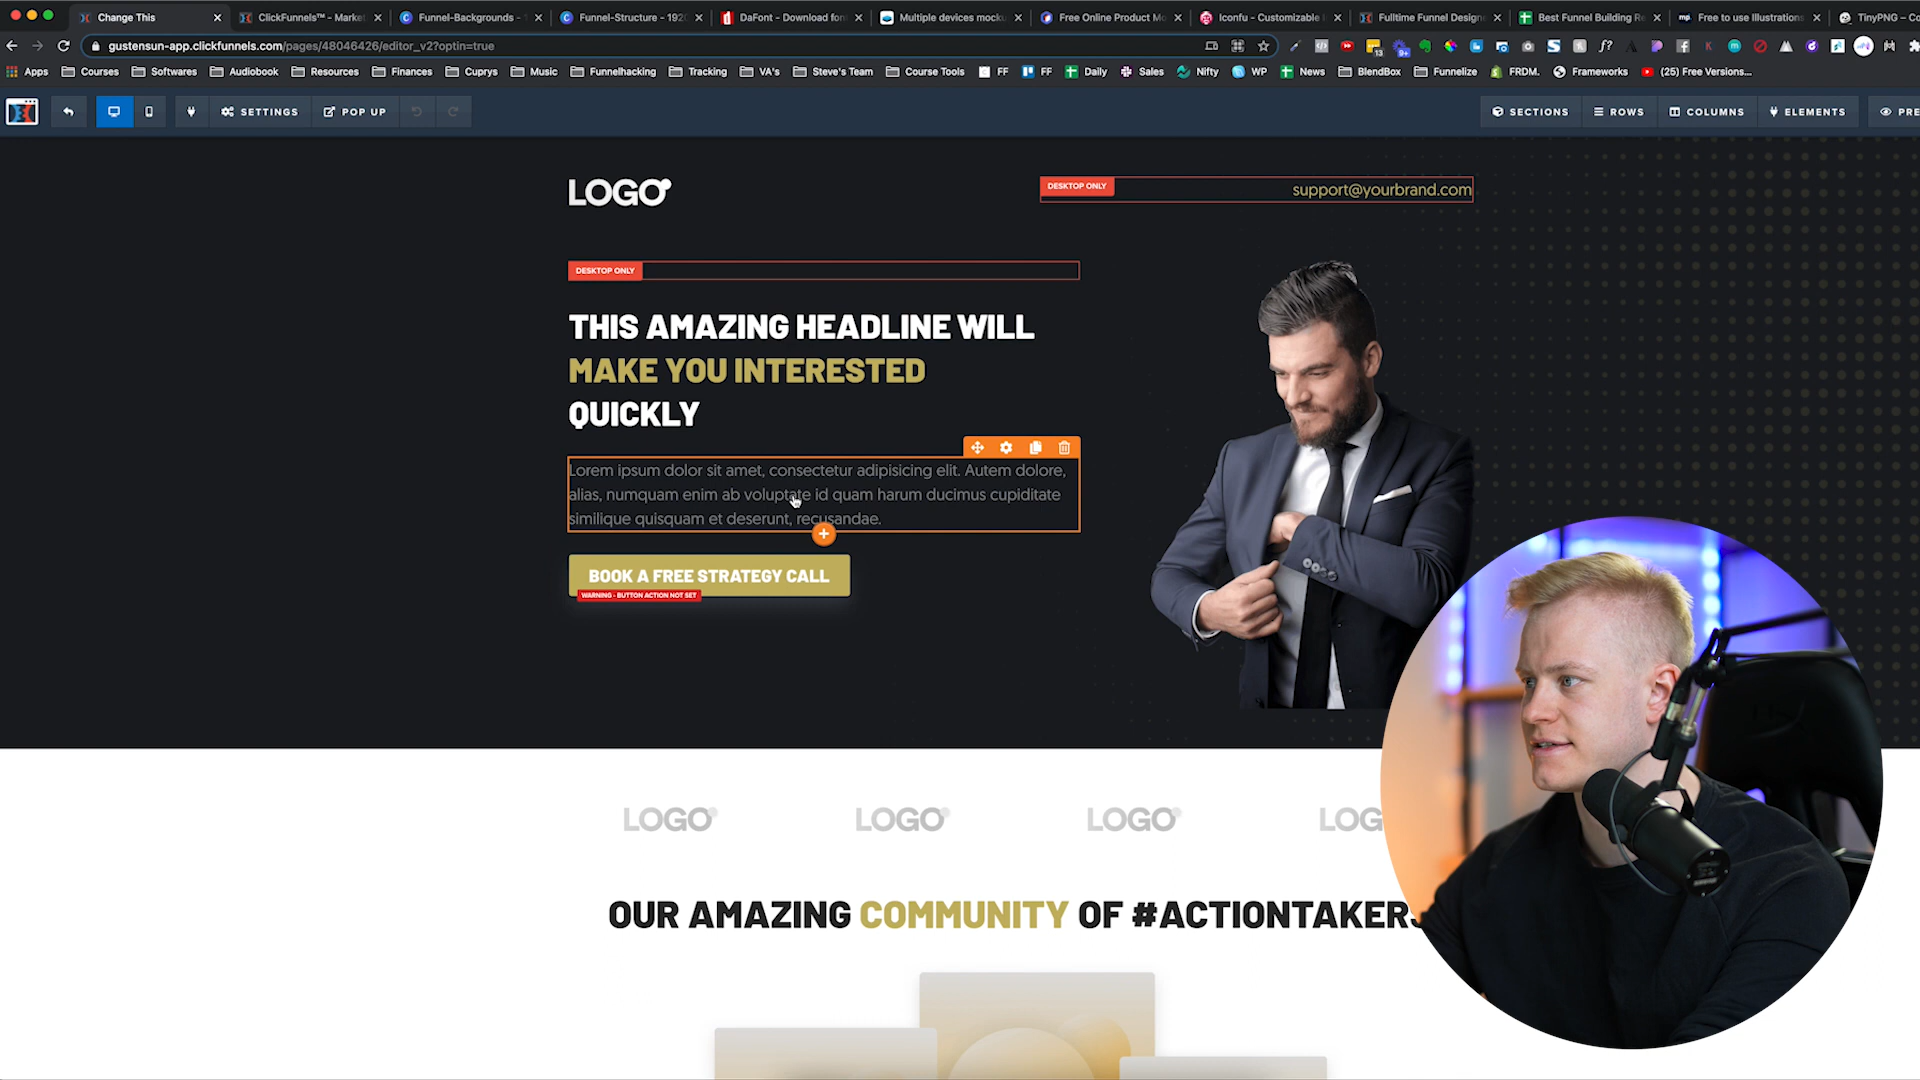 Change This
ClickFunnels™ - Market
Funnel-Backgrounds -
Funnel-Structure - 192
DaFont - Download fon
Multiple devices mocku
Free Online Product Mo
Iconfu - Customizable
Fulltime Funnel Design
Best Funnel Building Re
Free to use Illustrations
TinyPNG – Co
gustensun-app.clickfunnels.com/pages/48046426/editor_v2?optin=true
Apps
Courses
Softwares
Audiobook
Resources
Finances
Cuprys
Music
Funnelhacking
Tracking
VA's
Steve's Team
Course Tools
FF
FF
Daily
Sales
Nifty
WP
News
BlendBox
Funnelize
FRDM.
Frameworks
(25) Free Versions...
SETTINGS
POP UP
SECTIONS
ROWS
COLUMNS
ELEMENTS
PRE
LOGO
DESKTOP ONLY
support@yourbrand.com
DESKTOP ONLY
THIS AMAZING HEADLINE WILL
MAKE YOU INTERESTED
QUICKLY
Lorem ipsum dolor sit amet, consectetur adipisicing elit. Autem dolore,
alias, numquam enim ab voluptate id quam harum ducimus cupiditate
similique quisquam et deserunt, recusandae.
BOOK A FREE STRATEGY CALL
WARNING - BUTTON ACTION NOT SET
LOGO
LOGO
LOGO
LOG
OUR AMAZING COMMUNITY OF #ACTIONTAKERS